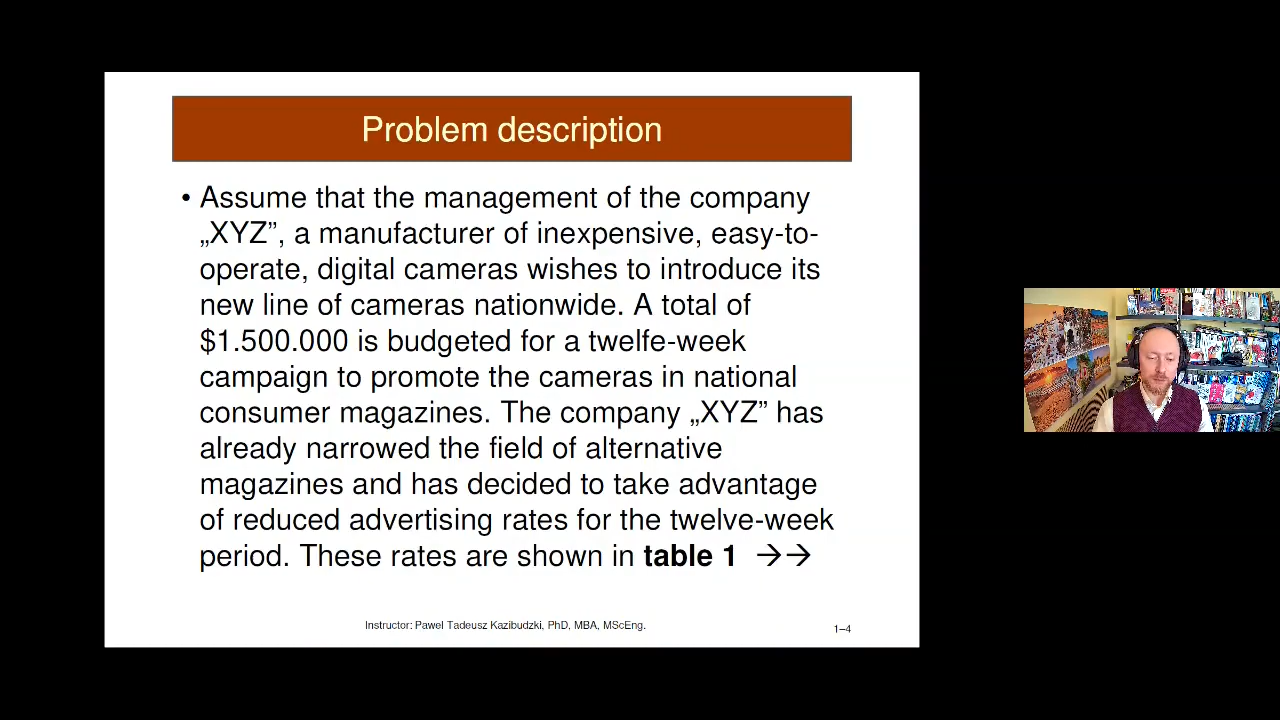 Problem description
• Assume that the management of the company
„XYZ”, a manufacturer of inexpensive, easy-to-
operate, digital cameras wishes to introduce its
new line of cameras nationwide. A total of
$1.500.000 is budgeted for a twelfe-week
campaign to promote the cameras in national
consumer magazines. The company „XYZ” has
already narrowed the field of alternative
magazines and has decided to take advantage
of reduced advertising rates for the twelve-week
period. These rates are shown in table 1 →→
Instructor: Pawel Tadeusz Kazibudzki, PhD, MBA, MScEng.
1–4